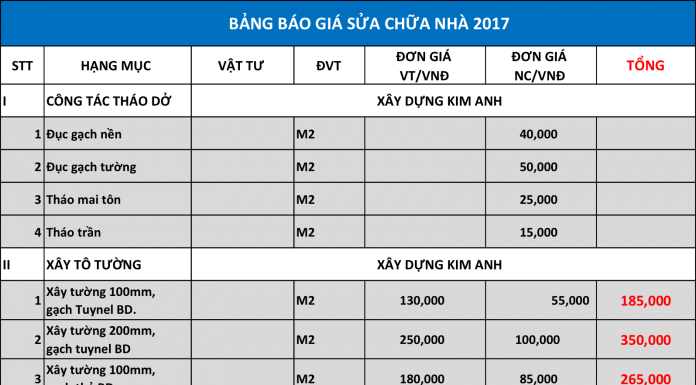 BẢNG BÁO GIÁ SỬA CHỮA NHÀ 2017
STT HẠNG MỤC VẬT TƯ ĐVT ĐƠN GIÁ VT/VNĐ ĐƠN GIÁ NC/VNĐ TỔNG
I CÔNG TÁC THÁO DỞ XÂY DỰNG KIM ANH
1 Đục gạch nền M2 40,000
2 Đục gạch tường M2 50,000
3 Tháo mai tôn M2 25,000
4 Tháo trần M2 15,000
II XÂY TÔ TƯỜNG XÂY DỰNG KIM ANH
1 Xây tường 100mm, gạch Tuynel BD. M2 130,000 55,000 185,000
2 Xây tường 200mm, gạch tuynel BD M2 250,000 100,000 350,000
3 Xây tường 100mm, M2 180,000 85,000 265,000